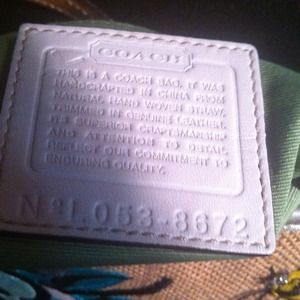 COACH
THIS IS A COACH BAG. IT WAS
HANDCRAFTED IN CHINA FROM
NATURAL HAND WOVEN STRAW,
TRIMMED IN GENUINE LEATHER.
ITS SUPERIOR CRAFTSMANSHIP
AND ATTENTION TO DETAIL
REFLECT OUR COMMITMENT TO
ENDURING QUALITY.
Nº L053-8672